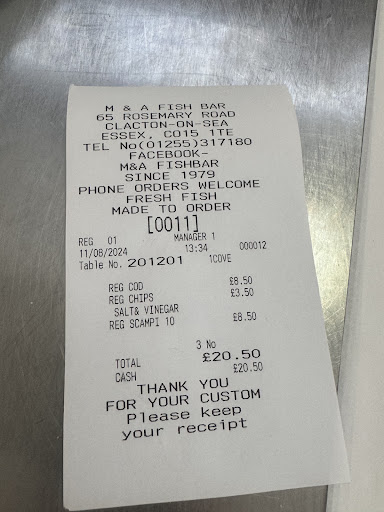 M & A FISH BAR
65 ROSEMARY ROAD
CLACTON-ON-SEA
ESSEX, CO15 1TE
TEL No(01255)317180
FACEBOOK-
M&A FISHBAR
SINCE 1979
PHONE ORDERS WELCOME
FRESH FISH
MADE TO ORDER
[0011]
REG 01 MANAGER 1
11/08/2024 13:34 000012
Table No. 201201 1COVE
REG COD £8.50
REG CHIPS £3.50
SALT& VINEGAR
REG SCAMPI 10 £8.50
3 No
TOTAL £20.50
CASH £20.50
THANK YOU
FOR YOUR CUSTOM
Please keep
your receipt